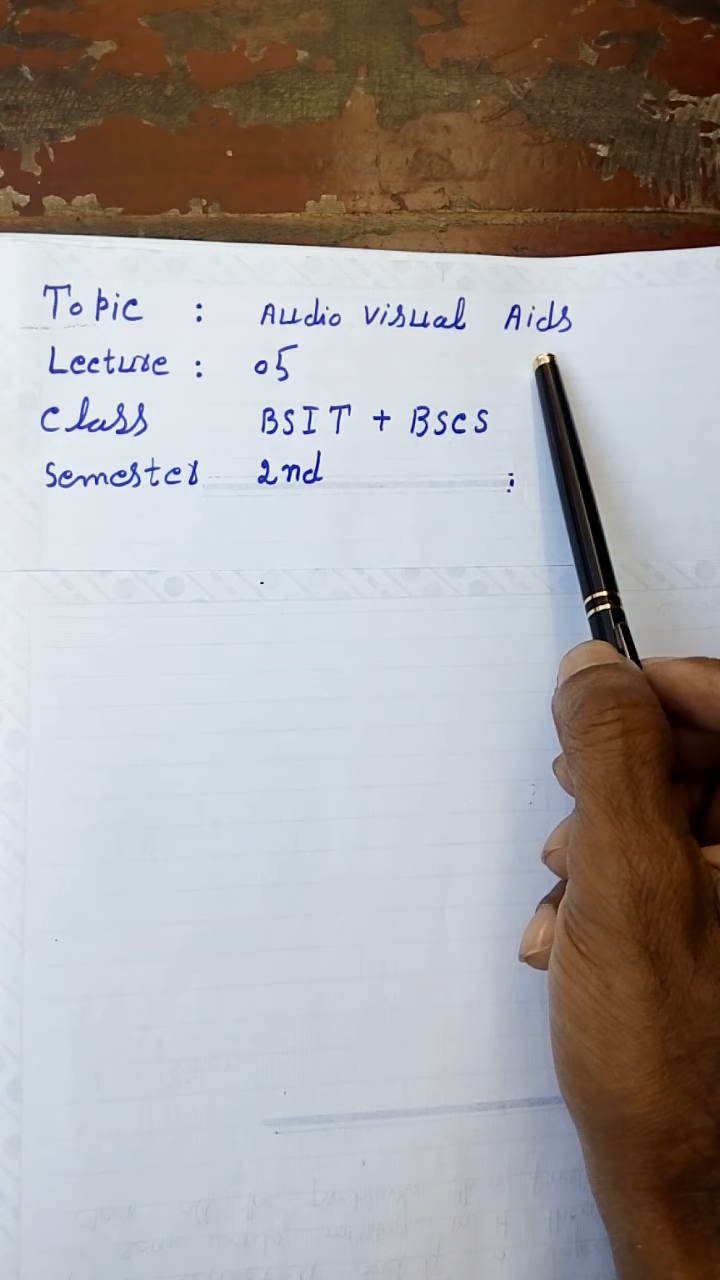 Topic : Audio visual Aids
Lecture : 05
Class BSIT + BSCS
Semester 2nd :